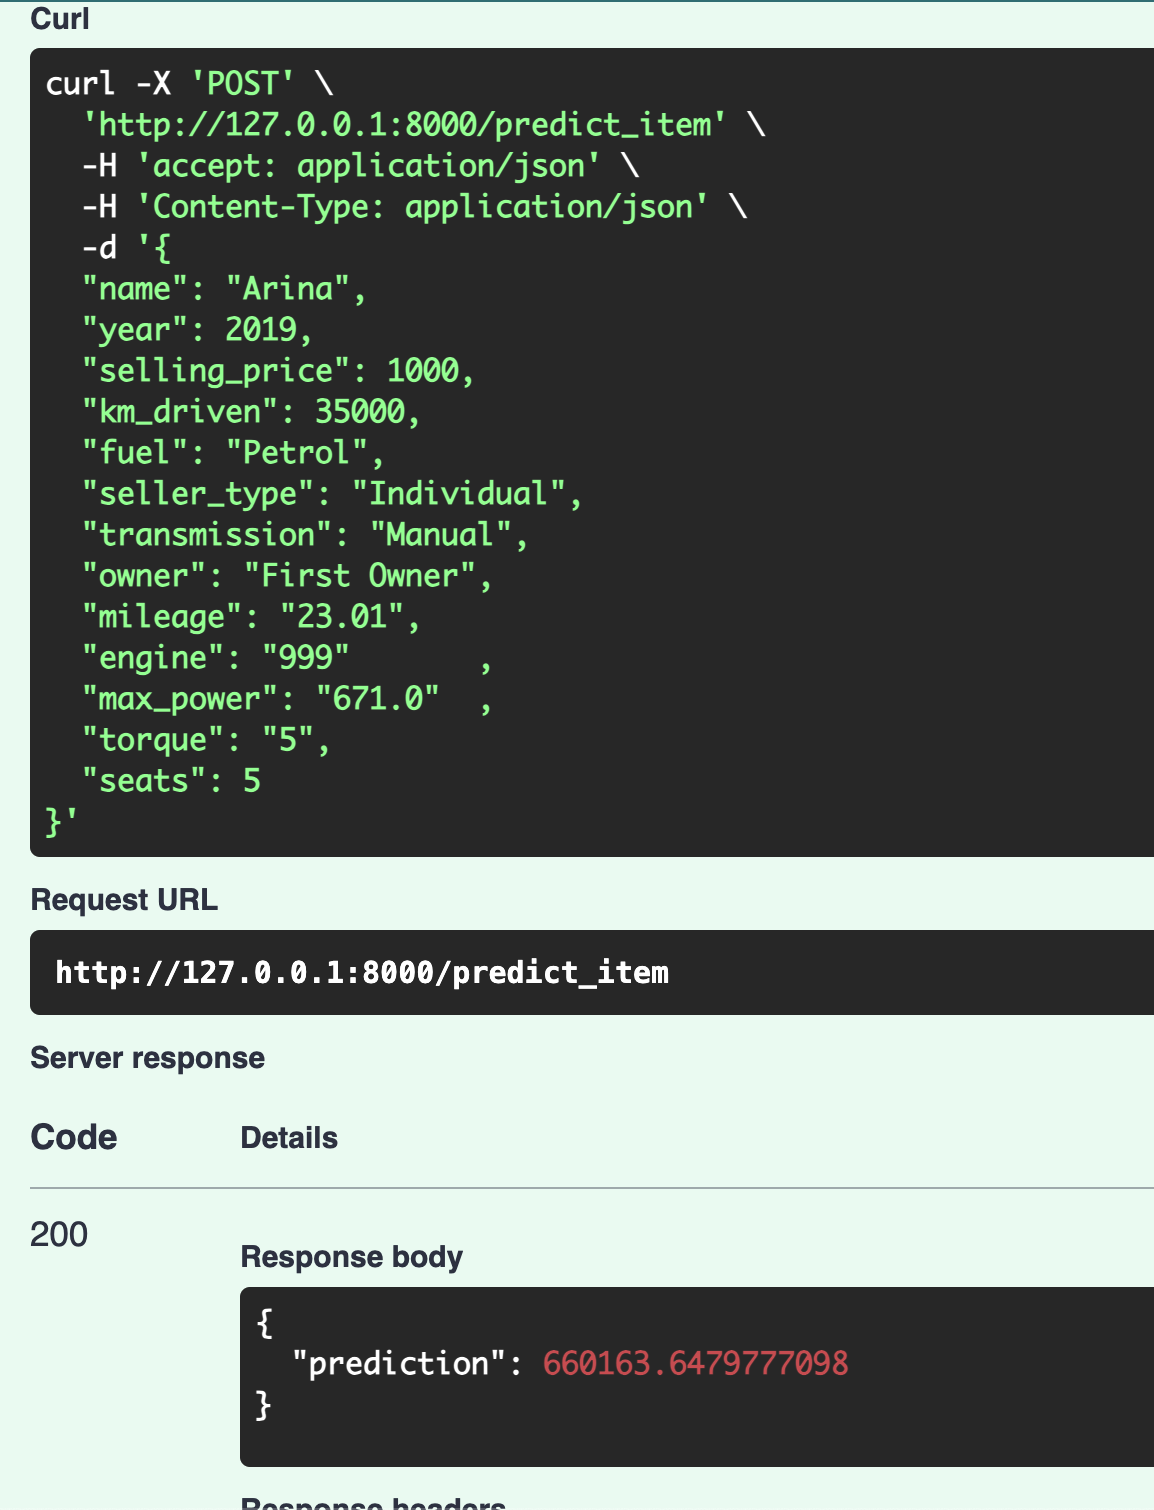 Curl
curl -X 'POST' \
'http://127.0.0.1:8000/predict_item' \
-H 'accept: application/json' \
-H 'Content-Type: application/json' \
-d '{
"name": "Arina",
"year": 2019,
"selling_price": 1000,
"km_driven": 35000,
"fuel": "Petrol",
"seller_type": "Individual",
"transmission": "Manual",
"owner": "First Owner",
"mileage": "23.01",
"engine": "999"       ,
"max_power": "671.0"  ,
"torque": "5",
"seats": 5
}'
Request URL
http://127.0.0.1:8000/predict_item
Server response
Code Details
200
Response body
{
"prediction": 660163.6479777098
}
Response headers